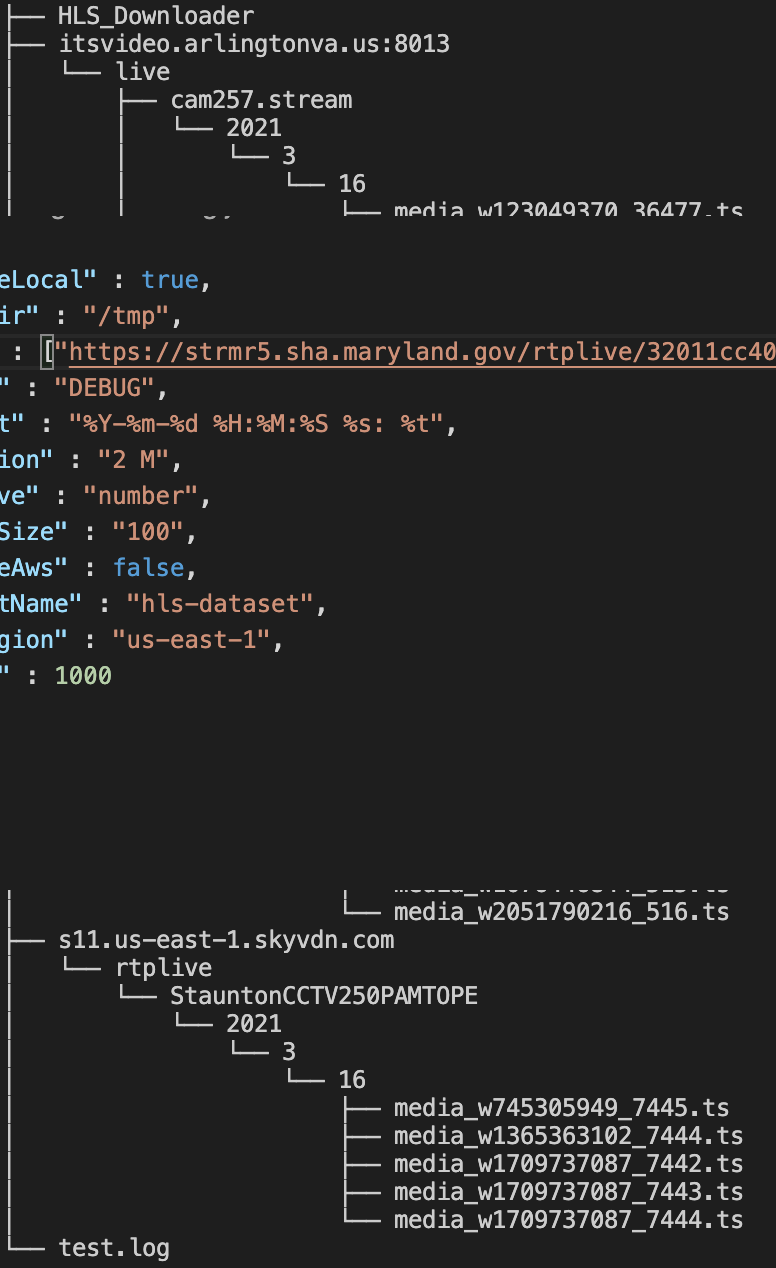 ├── HLS_Downloader
├── itsvideo.arlingtonva.us:8013
│   └── live
│       ├── cam257.stream
│       │   └── 2021
│       │       └── 3
│       │           └── 16
│       │               ├── media_w123049370_36477.ts
eLocal" : true,
ir" : "/tmp",
: ["https://strmr5.sha.maryland.gov/rtplive/32011cc40
" : "DEBUG",
t" : "%Y-%m-%d %H:%M:%S %s: %t",
ion" : "2 M",
ve" : "number",
Size" : "100",
eAws" : false,
tName" : "hls-dataset",
gion" : "us-east-1",
" : 1000
│                       └── media_w2051790216_516.ts
├── s11.us-east-1.skyvdn.com
│   └── rtplive
│       └── StauntonCCTV250PAMTOPE
│           └── 2021
│               └── 3
│                   └── 16
│                       ├── media_w745305949_7445.ts
│                       ├── media_w1365363102_7444.ts
│                       ├── media_w1709737087_7442.ts
│                       ├── media_w1709737087_7443.ts
│                       └── media_w1709737087_7444.ts
└── test.log